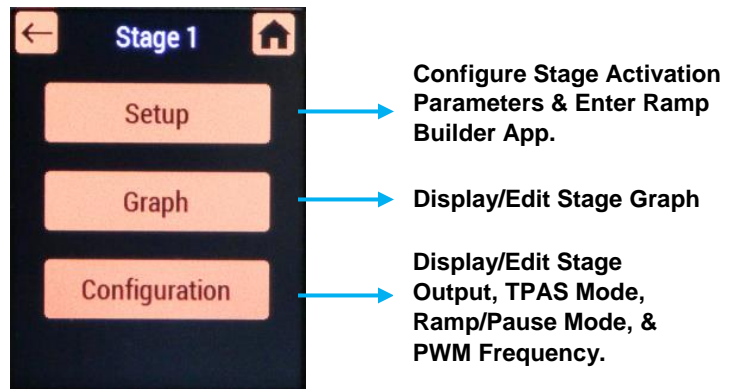 Stage 1
Setup
Configure Stage Activation
Parameters & Enter Ramp
Builder App.
Graph
Display/Edit Stage Graph
Configuration
Display/Edit Stage
Output, TPAS Mode,
Ramp/Pause Mode, &
PWM Frequency.